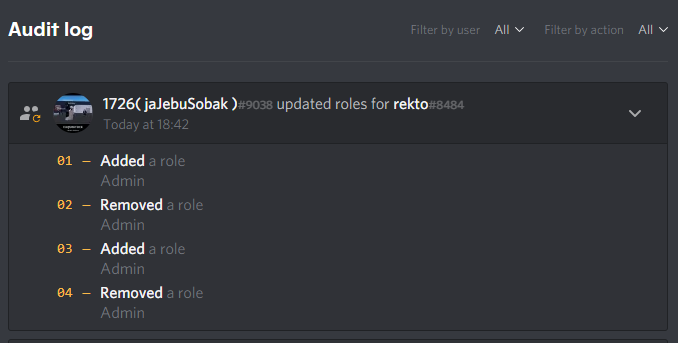 Audit log Filter by user All Filter by action All
1726( jaJebuSobak )#9038 updated roles for rekto#8484
Today at 18:42
01 — Added a role
Admin
02 — Removed a role
Admin
03 — Added a role
Admin
04 — Removed a role
Admin